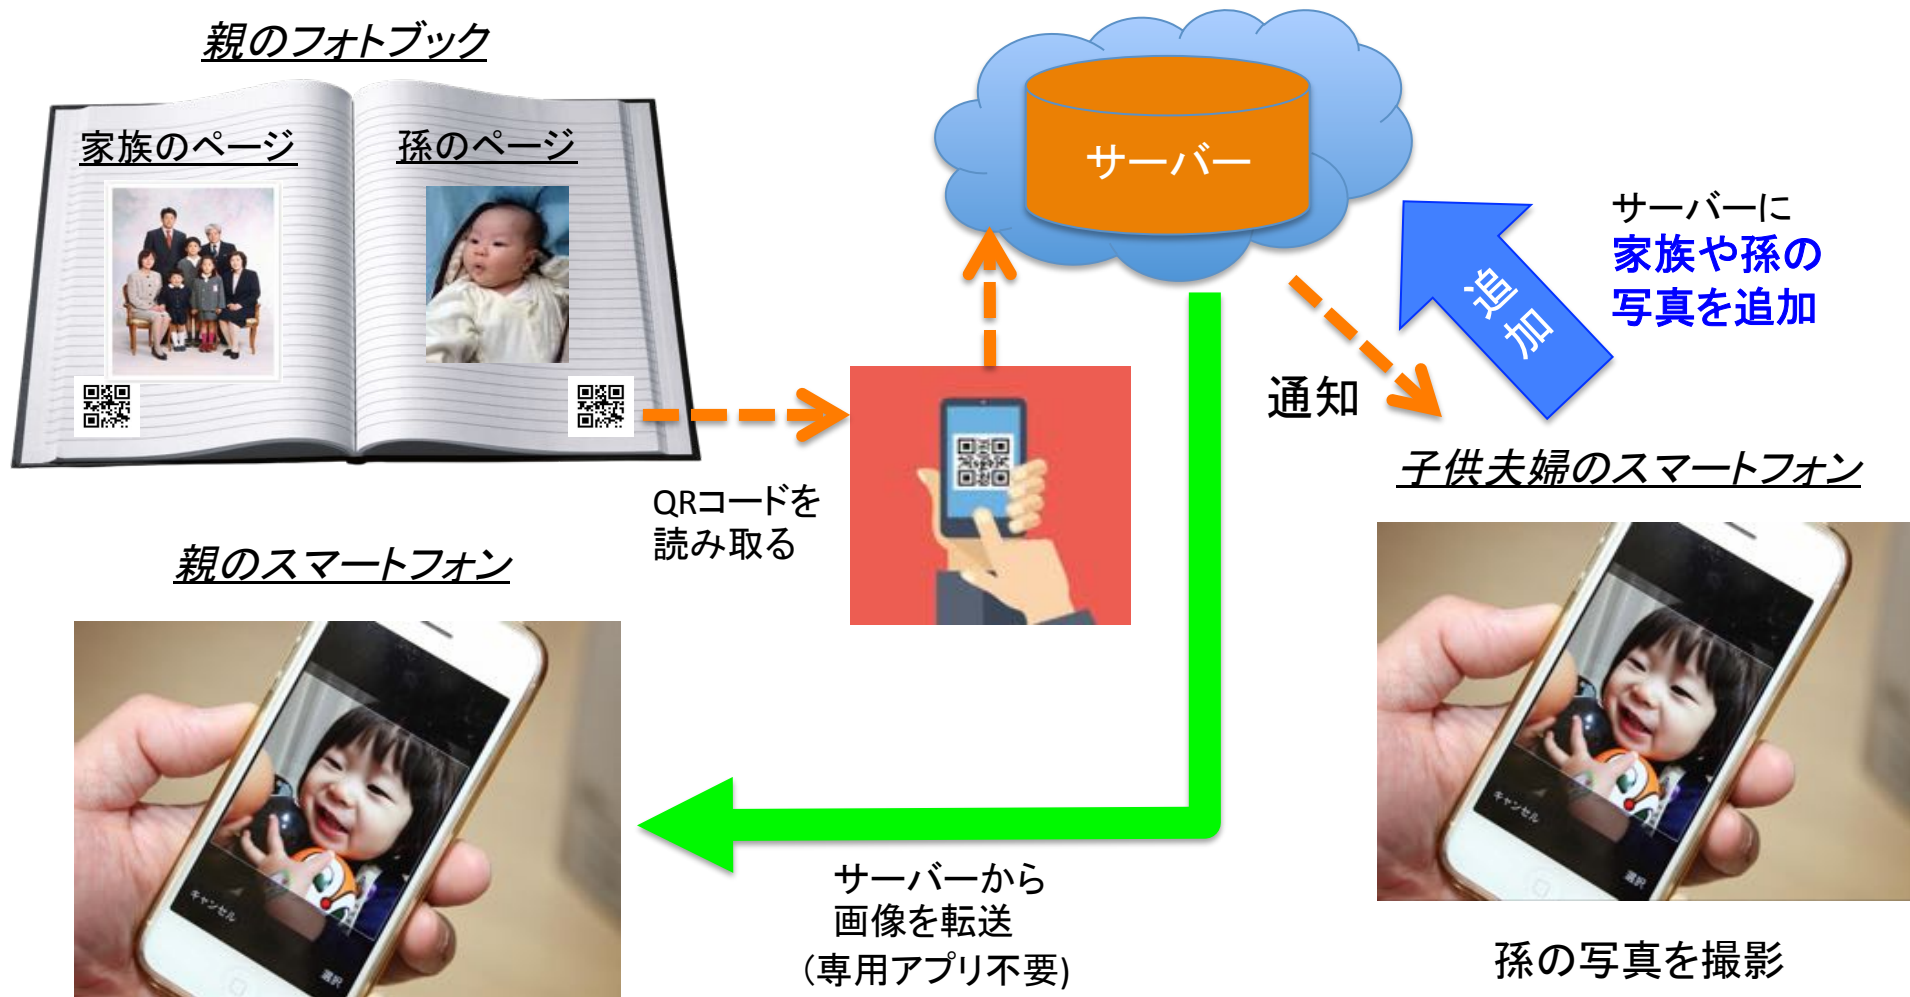 親のフォトブック
家族のページ
孫のページ
サーバー
サーバーに
家族や孫の
写真を追加
追加
通知
QRコードを
読み取る
子供夫婦のスマートフォン
親のスマートフォン
キャンセル
選択
キャンセル
選択
サーバーから
画像を転送
（専用アプリ不要)
孫の写真を撮影